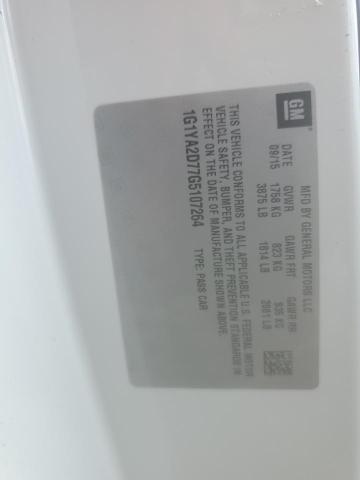 GM
MFD BY GENERAL MOTORS LLC
DATE GVWR GAWR FRT GAWR RR
09/15 1758 KG 823 KG 935 KG
3875 LB 1814 LB 2061 LB
THIS VEHICLE CONFORMS TO ALL APPLICABLE U.S. FEDERAL MOTOR
VEHICLE SAFETY, BUMPER, AND THEFT PREVENTION STANDARDS IN
EFFECT ON THE DATE OF MANUFACTURE SHOWN ABOVE.
1G1YA2D77G5107264 TYPE: PASS CAR